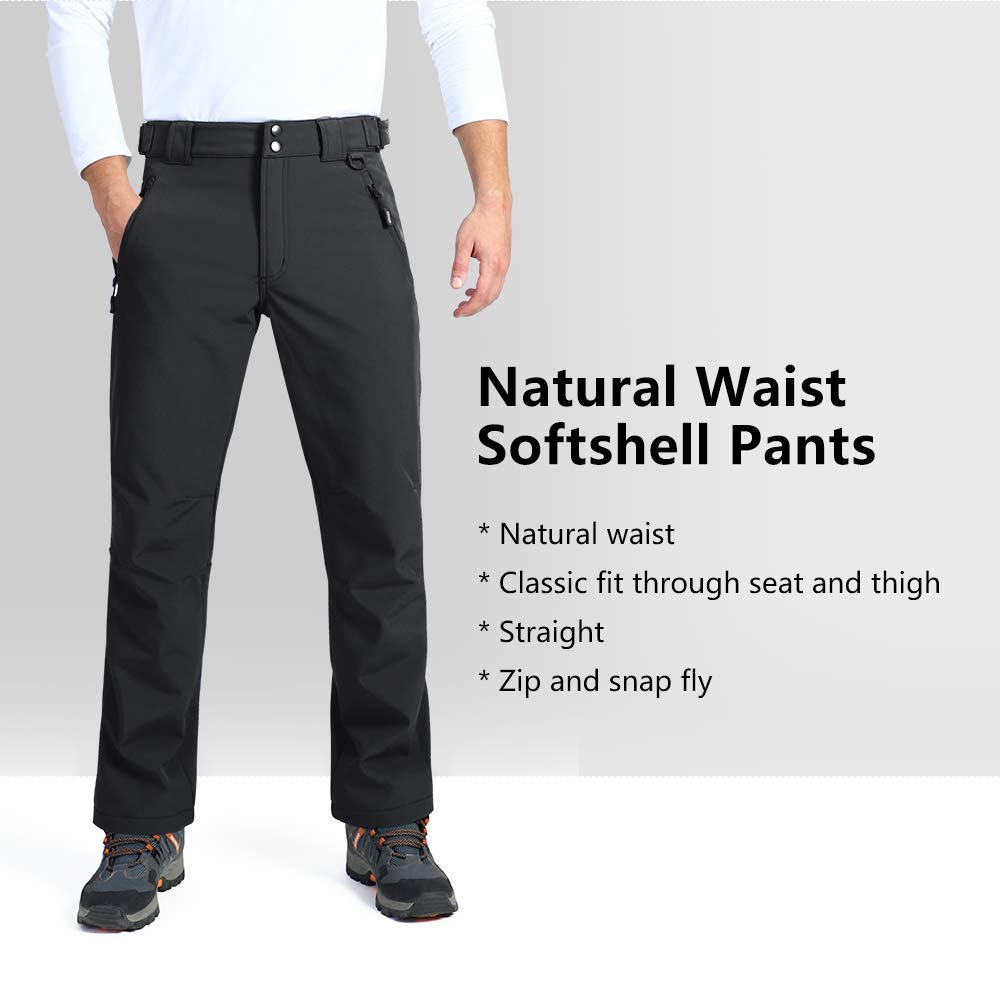 Natural Waist
Softshell Pants
* Natural waist
* Classic fit through seat and thigh
* Straight
* Zip and snap fly